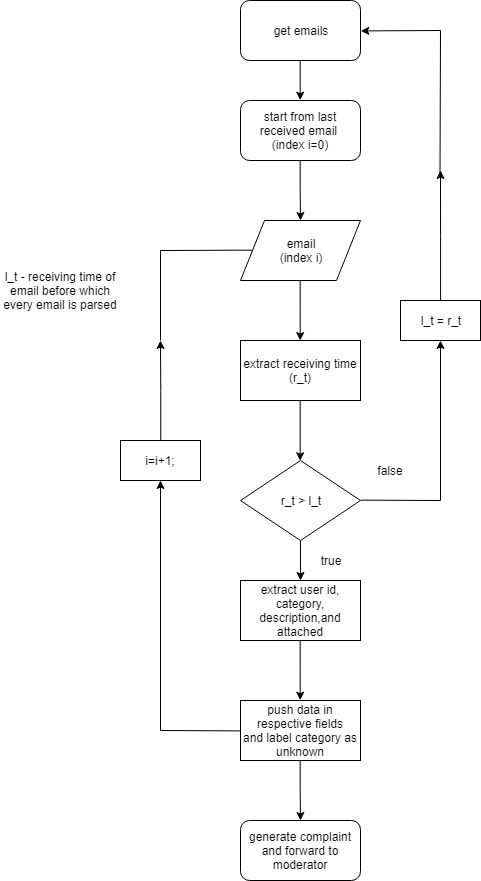 get emails
start from last
received email
(index i=0)
email
(index i)
l_t - receiving time of
email before which
every email is parsed
l_t = r_t
extract receiving time
(r_t)
i=i+1;
false
r_t > l_t
true
extract user id,
category,
description,and
attached
push data in
respective fields
and label category as
unknown
generate complaint
and forward to
moderator